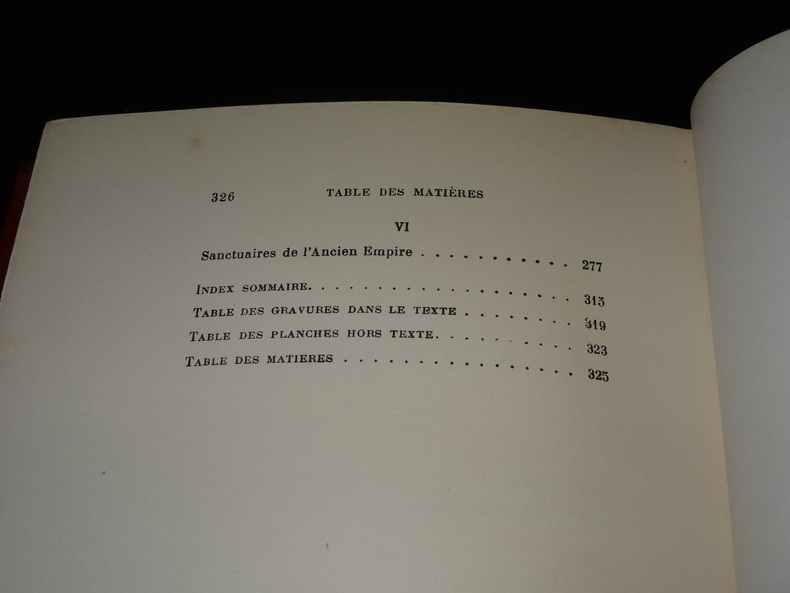 326 TABLE DES MATIÈRES
VI
Sanctuaires de l'Ancien Empire . . . . . . . . . . . 277
INDEX SOMMAIRE. . . . . . . . . . . . . . . . . . . . 315
TABLE DES GRAVURES DANS LE TEXTE . . . . . . . . 319
TABLE DES PLANCHES HORS TEXTE. . . . . . . . . . 323
TABLE DES MATIERES . . . . . . . . . . . . . . . . . 325